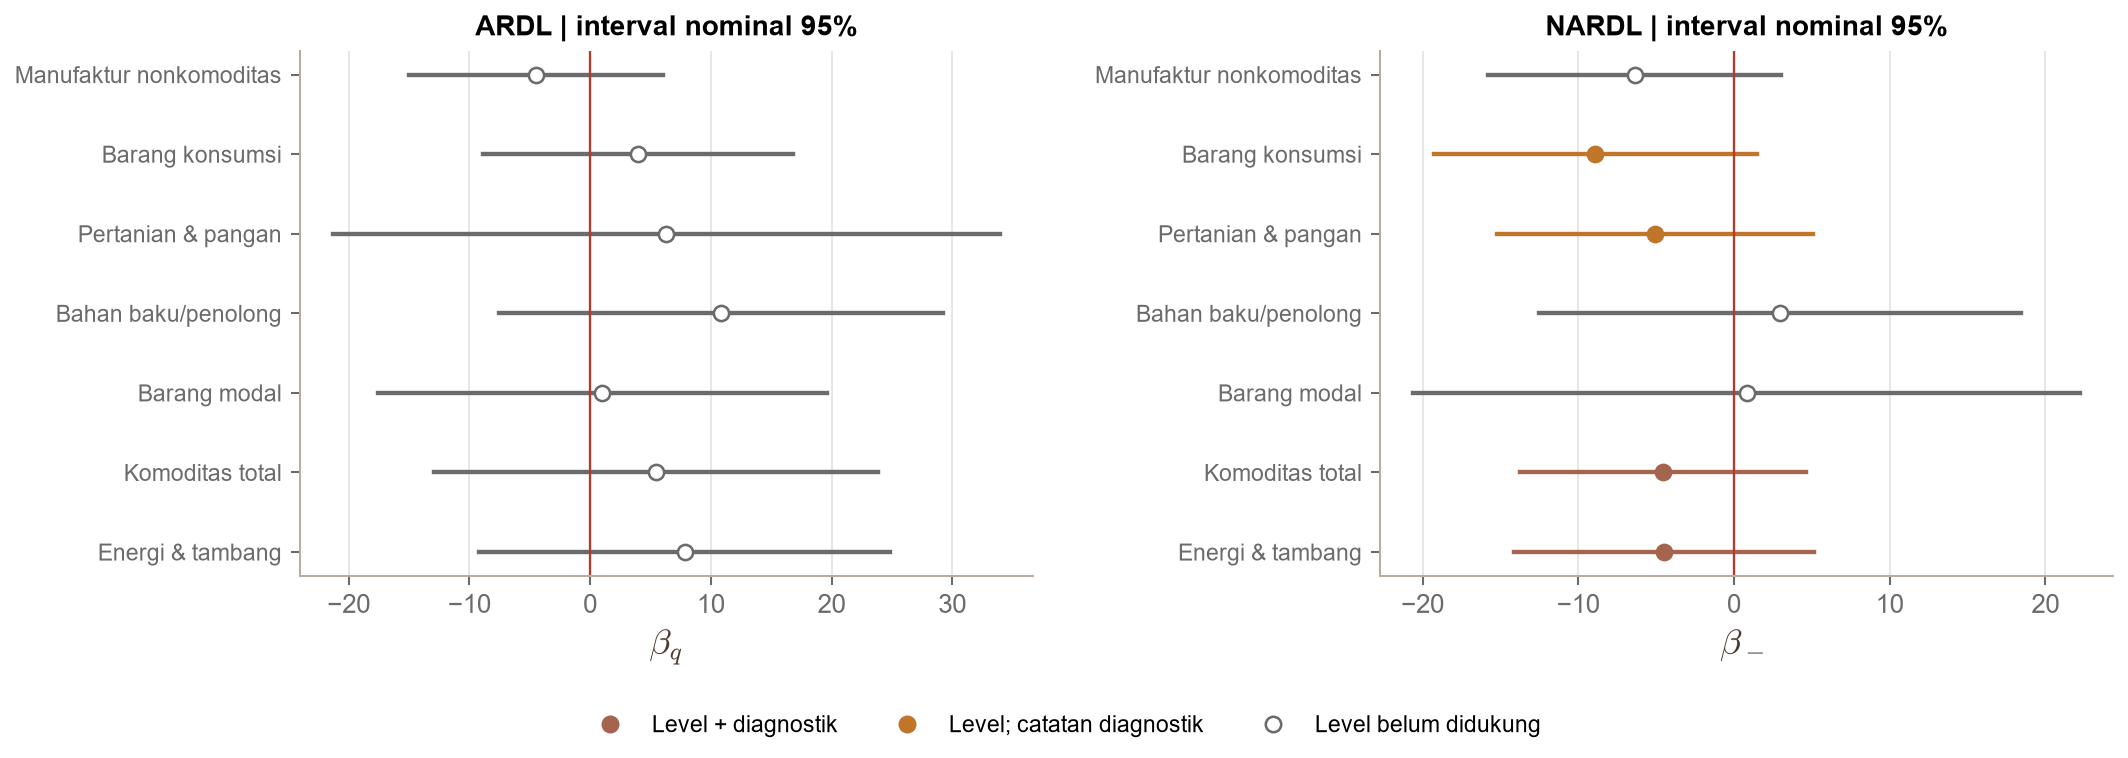 ARDL | interval nominal 95%
Manufaktur nonkomoditas
Barang konsumsi
Pertanian & pangan
Bahan baku/penolong
Barang modal
Komoditas total
Energi & tambang
−20 −10 0 10 20 30
β_q
NARDL | interval nominal 95%
Manufaktur nonkomoditas
Barang konsumsi
Pertanian & pangan
Bahan baku/penolong
Barang modal
Komoditas total
Energi & tambang
−20 −10 0 10 20
β_−
Level + diagnostik
Level; catatan diagnostik
Level belum didukung